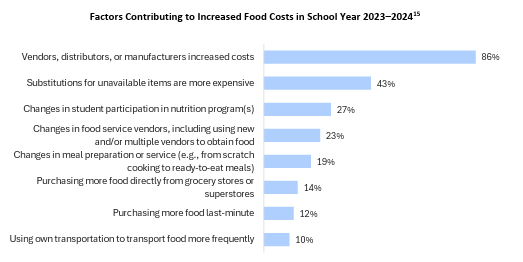 Factors Contributing to Increased Food Costs in School Year 2023–2024¹⁵
Vendors, distributors, or manufacturers increased costs
86%
Substitutions for unavailable items are more expensive
43%
Changes in student participation in nutrition program(s)
27%
Changes in food service vendors, including using new
and/or multiple vendors to obtain food
23%
Changes in meal preparation or service (e.g., from scratch
cooking to ready-to-eat meals)
19%
Purchasing more food directly from grocery stores or
superstores
14%
Purchasing more food last-minute
12%
Using own transportation to transport food more frequently
10%